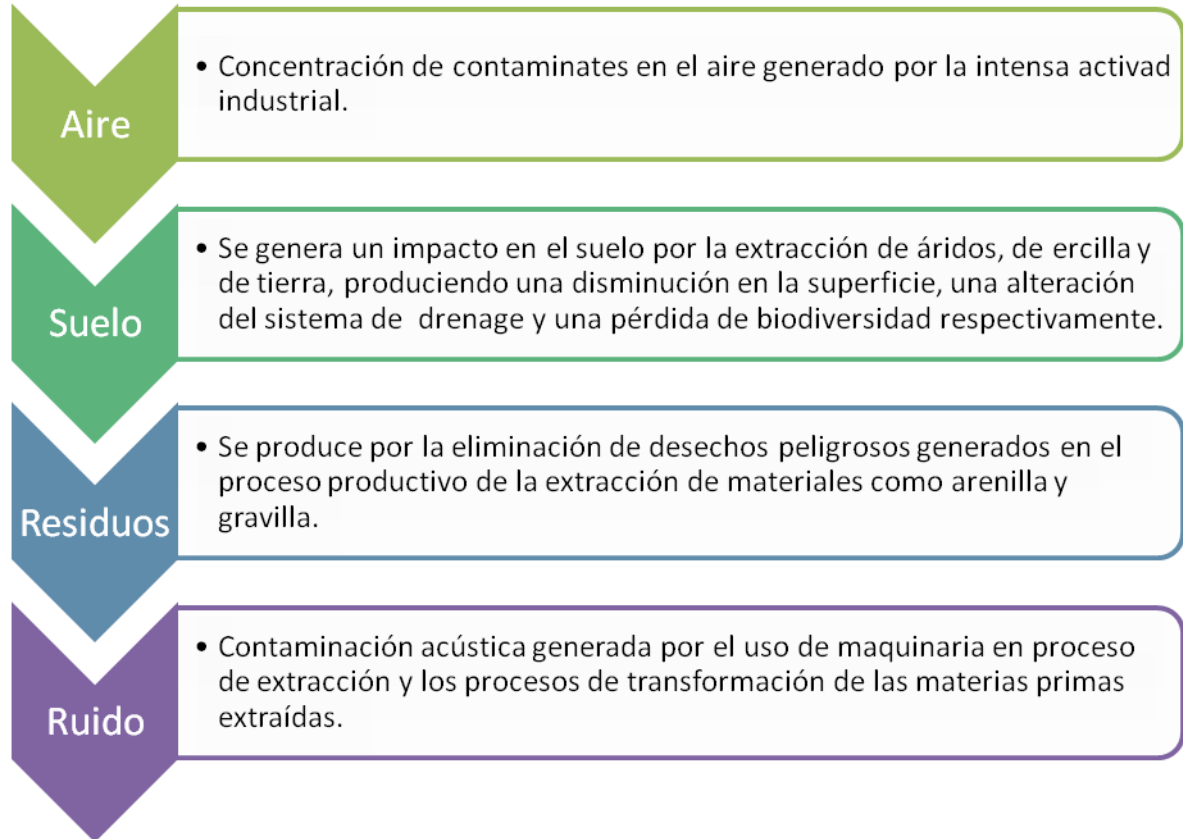 Aire
• Concentración de contaminates en el aire generado por la intensa activad
industrial.
Suelo
• Se genera un impacto en el suelo por la extracción de áridos, de ercilla y
de tierra, produciendo una disminución en la superficie, una alteración
del sistema de drenage y una pérdida de biodiversidad respectivamente.
Residuos
• Se produce por la eliminación de desechos peligrosos generados en el
proceso productivo de la extracción de materiales como arenilla y
gravilla.
Ruido
• Contaminación acústica generada por el uso de maquinaria en proceso
de extracción y los procesos de transformación de las materias primas
extraídas.